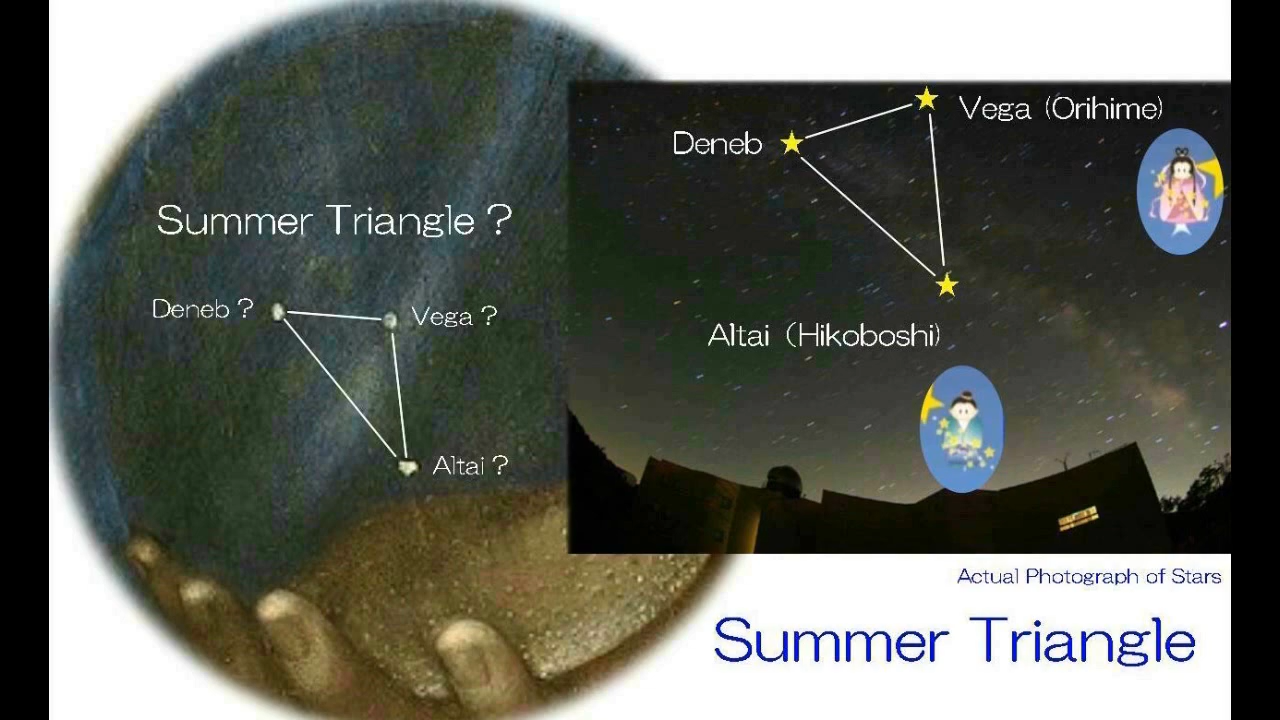 Summer Triangle ?
Deneb ?
Vega ?
Altai ?
Deneb
Vega (Orihime)
Altai (Hikoboshi)
Actual Photograph of Stars
Summer Triangle